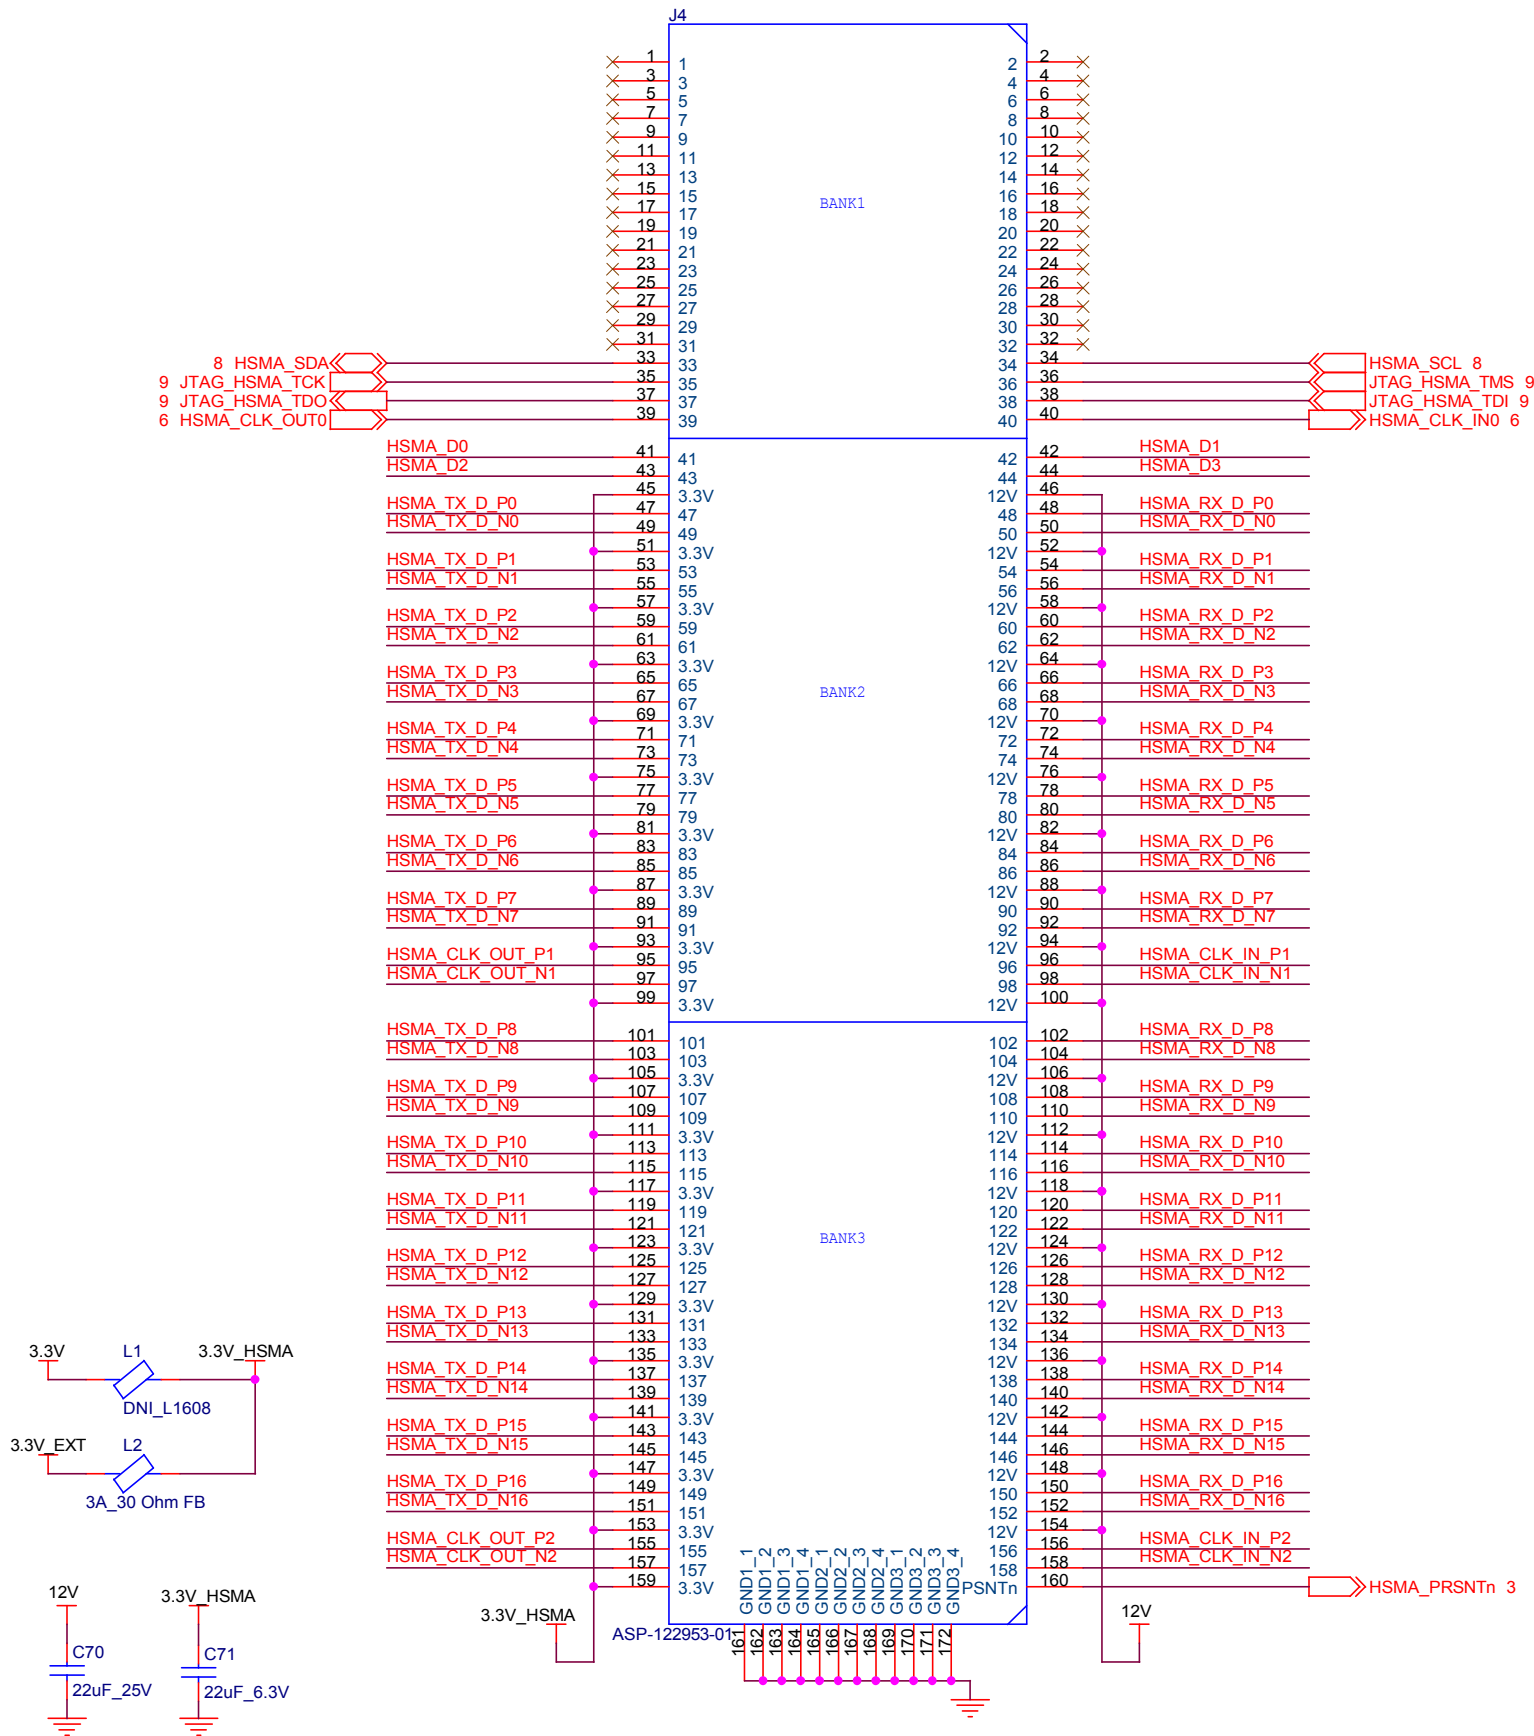 J4
1 1 2 2
3 3 4 4
5 5 6 6
7 7 8 8
9 9 10 10
11 11 12 12
13 13 14 14
15 15 16 16
BANK1
17 17 18 18
19 19 20 20
21 21 22 22
23 23 24 24
25 25 26 26
27 27 28 28
29 29 30 30
31 31 32 32
8 HSMA_SDA 33 33 34 34 HSMA_SCL 8
9 JTAG_HSMA_TCK 35 35 36 36 JTAG_HSMA_TMS 9
9 JTAG_HSMA_TDO 37 37 38 38 JTAG_HSMA_TDI 9
6 HSMA_CLK_OUT0 39 39 40 40 HSMA_CLK_IN0 6
HSMA_D0 41 41 42 42 HSMA_D1
HSMA_D2 43 43 44 44 HSMA_D3
45 3.3V 12V 46
HSMA_TX_D_P0 47 47 48 48 HSMA_RX_D_P0
HSMA_TX_D_N0 49 49 50 50 HSMA_RX_D_N0
51 3.3V 12V 52
HSMA_TX_D_P1 53 53 54 54 HSMA_RX_D_P1
HSMA_TX_D_N1 55 55 56 56 HSMA_RX_D_N1
57 3.3V 12V 58
HSMA_TX_D_P2 59 59 60 60 HSMA_RX_D_P2
HSMA_TX_D_N2 61 61 62 62 HSMA_RX_D_N2
63 3.3V 12V 64
HSMA_TX_D_P3 65 65 66 66 HSMA_RX_D_P3
BANK2
HSMA_TX_D_N3 67 67 68 68 HSMA_RX_D_N3
69 3.3V 12V 70
HSMA_TX_D_P4 71 71 72 72 HSMA_RX_D_P4
HSMA_TX_D_N4 73 73 74 74 HSMA_RX_D_N4
75 3.3V 12V 76
HSMA_TX_D_P5 77 77 78 78 HSMA_RX_D_P5
HSMA_TX_D_N5 79 79 80 80 HSMA_RX_D_N5
81 3.3V 12V 82
HSMA_TX_D_P6 83 83 84 84 HSMA_RX_D_P6
HSMA_TX_D_N6 85 85 86 86 HSMA_RX_D_N6
87 3.3V 12V 88
HSMA_TX_D_P7 89 89 90 90 HSMA_RX_D_P7
HSMA_TX_D_N7 91 91 92 92 HSMA_RX_D_N7
93 3.3V 12V 94
HSMA_CLK_OUT_P1 95 95 96 96 HSMA_CLK_IN_P1
HSMA_CLK_OUT_N1 97 97 98 98 HSMA_CLK_IN_N1
99 3.3V 12V 100
HSMA_TX_D_P8 101 101 102 102 HSMA_RX_D_P8
HSMA_TX_D_N8 103 103 104 104 HSMA_RX_D_N8
105 3.3V 12V 106
HSMA_TX_D_P9 107 107 108 108 HSMA_RX_D_P9
HSMA_TX_D_N9 109 109 110 110 HSMA_RX_D_N9
111 3.3V 12V 112
HSMA_TX_D_P10 113 113 114 114 HSMA_RX_D_P10
HSMA_TX_D_N10 115 115 116 116 HSMA_RX_D_N10
117 3.3V 12V 118
HSMA_TX_D_P11 119 119 120 120 HSMA_RX_D_P11
HSMA_TX_D_N11 121 121 122 122 HSMA_RX_D_N11
BANK3
123 3.3V 12V 124
HSMA_TX_D_P12 125 125 126 126 HSMA_RX_D_P12
HSMA_TX_D_N12 127 127 128 128 HSMA_RX_D_N12
129 3.3V 12V 130
HSMA_TX_D_P13 131 131 132 132 HSMA_RX_D_P13
HSMA_TX_D_N13 133 133 134 134 HSMA_RX_D_N13
135 3.3V 12V 136
HSMA_TX_D_P14 137 137 138 138 HSMA_RX_D_P14
HSMA_TX_D_N14 139 139 140 140 HSMA_RX_D_N14
141 3.3V 12V 142
HSMA_TX_D_P15 143 143 144 144 HSMA_RX_D_P15
HSMA_TX_D_N15 145 145 146 146 HSMA_RX_D_N15
147 3.3V 12V 148
HSMA_TX_D_P16 149 149 150 150 HSMA_RX_D_P16
HSMA_TX_D_N16 151 151 152 152 HSMA_RX_D_N16
153 3.3V 12V 154
HSMA_CLK_OUT_P2 155 155 156 156 HSMA_CLK_IN_P2
HSMA_CLK_OUT_N2 157 157 158 158 HSMA_CLK_IN_N2
159 3.3V PSNTn 160 HSMA_PRSNTn 3
GND1_1 GND1_2 GND1_3 GND1_4 GND2_1 GND2_2 GND2_3 GND2_4 GND3_1 GND3_2 GND3_3 GND3_4
161 162 163 164 165 166 167 168 169 170 171 172
3.3V_HSMA
12V
ASP-122953-01
3.3V L1 3.3V_HSMA
DNI_L1608
3.3V_EXT L2
3A_30 Ohm FB
12V
C70
22uF_25V
3.3V_HSMA
C71
22uF_6.3V